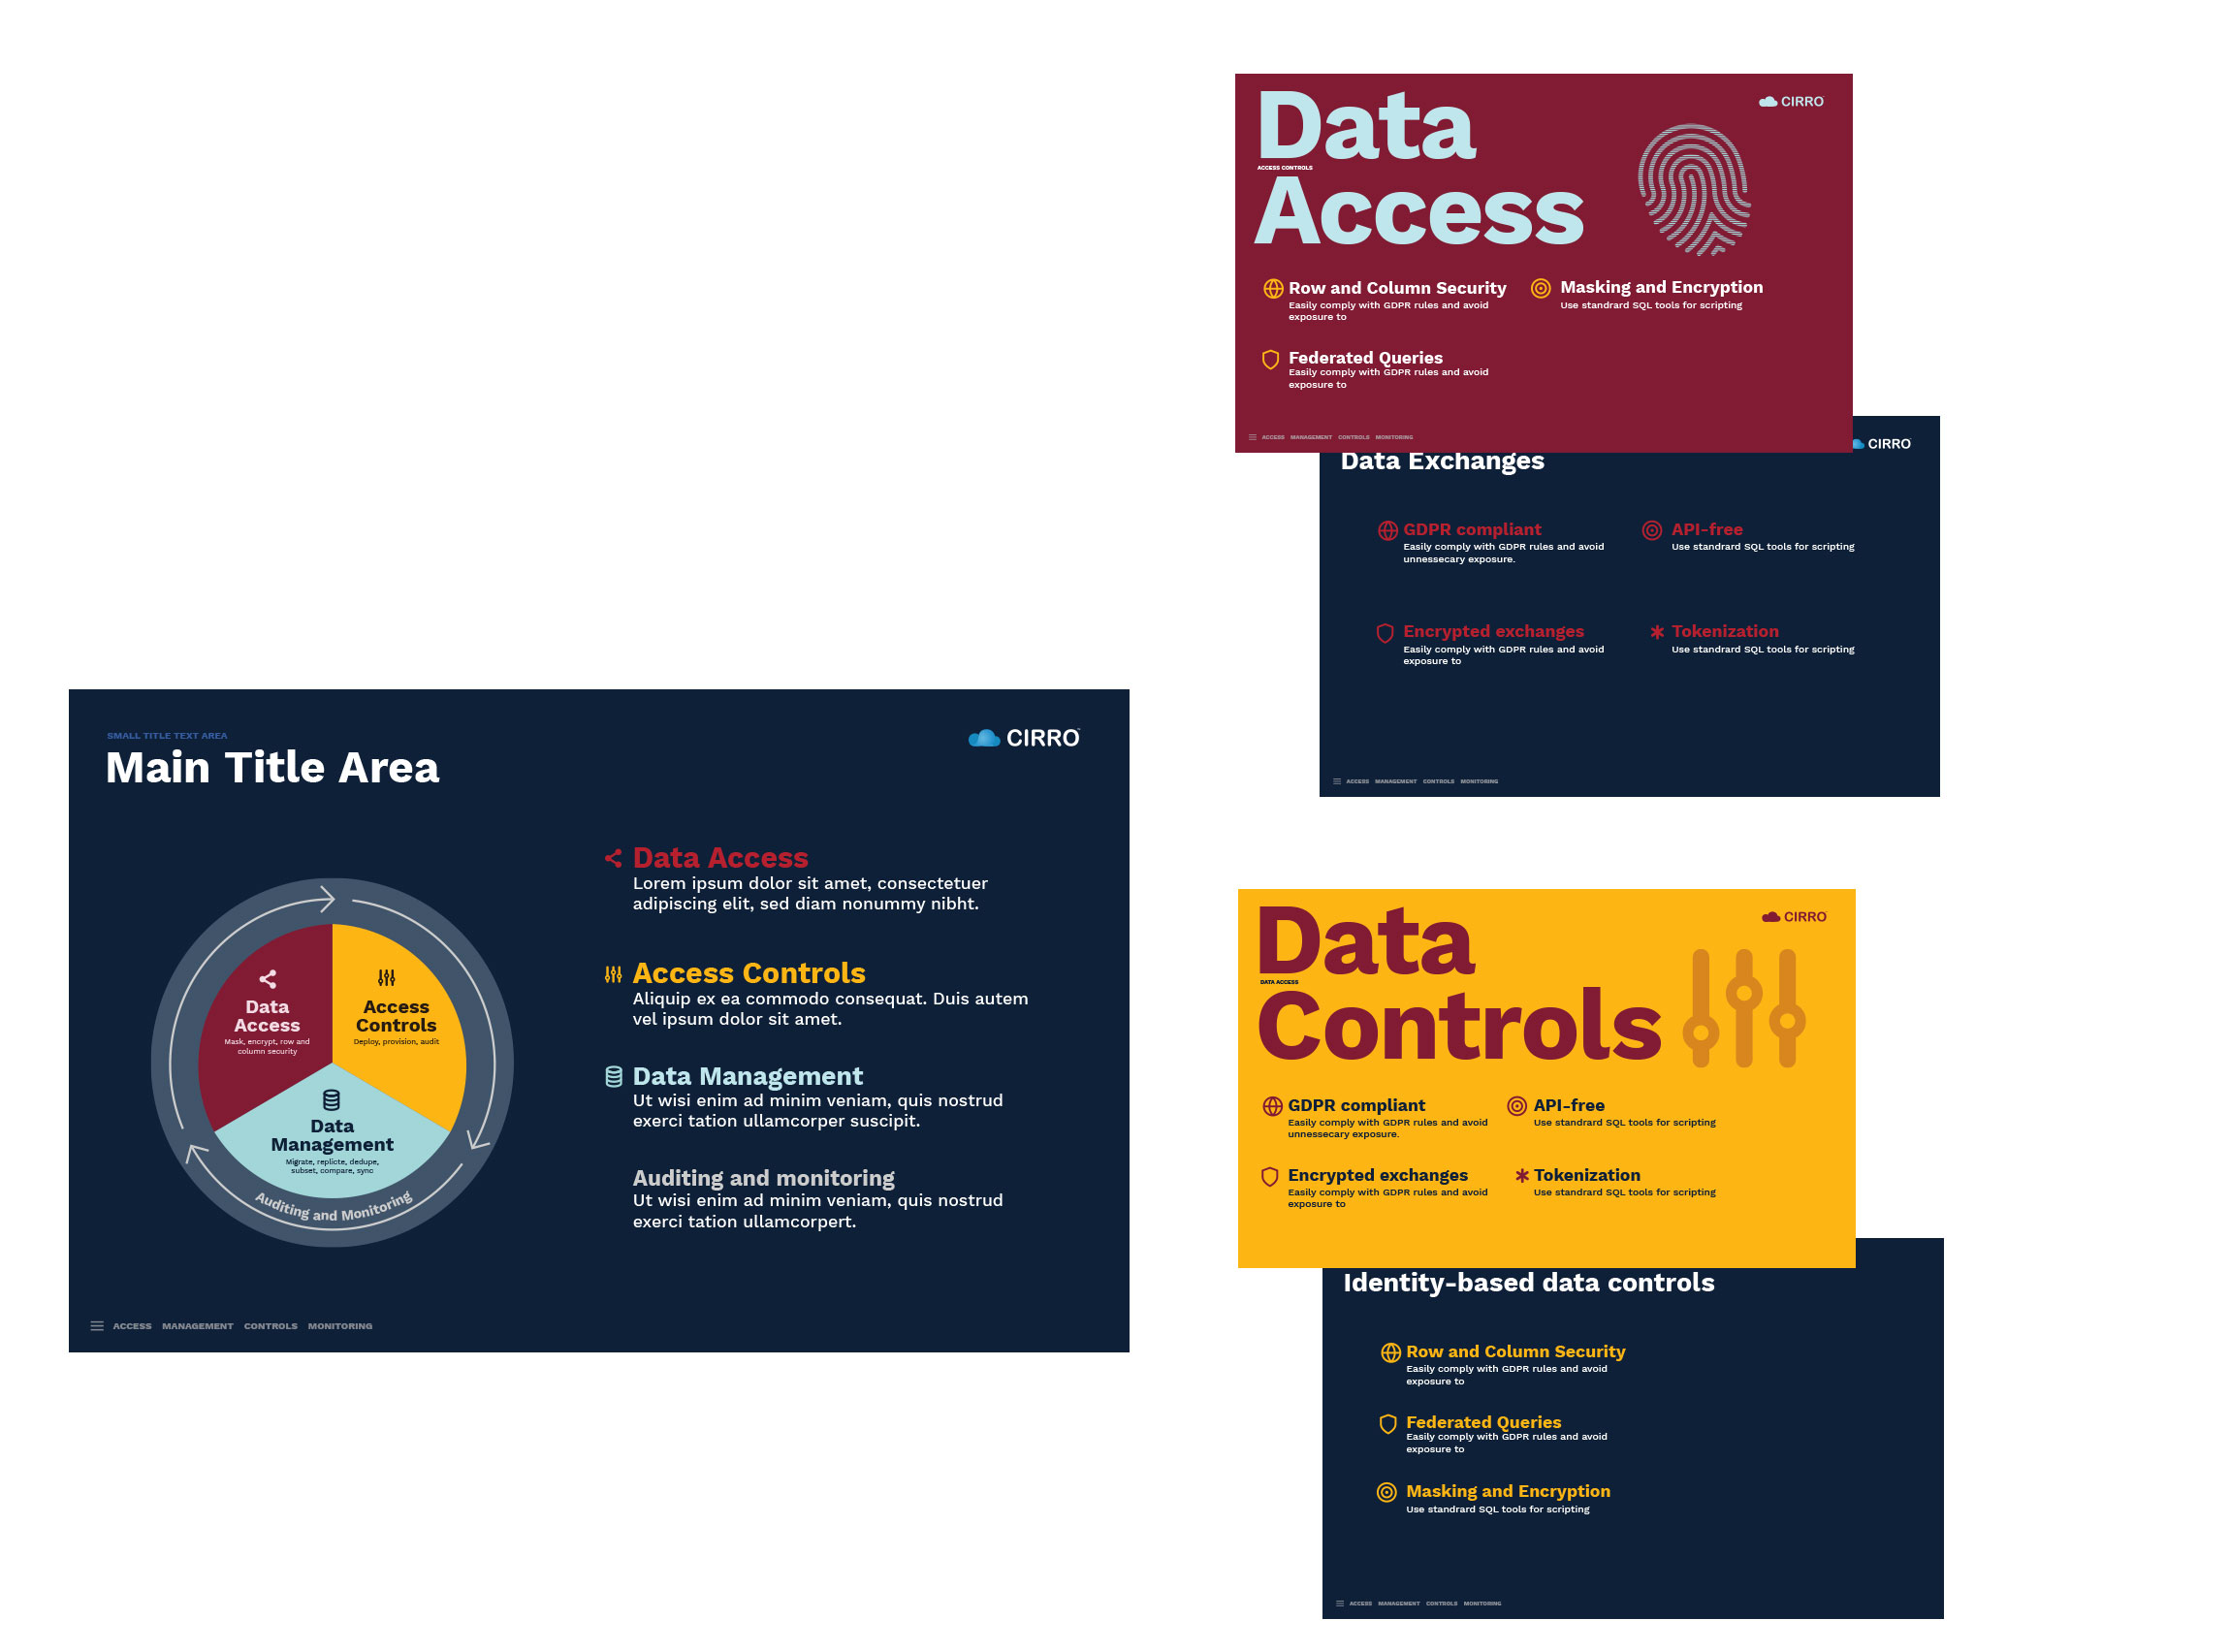 SMALL TITLE TEXT AREA
Main Title Area
CIRRO
Data
Access
Mask, encrypt, row and
column security
Access
Controls
Deploy, provision, audit
Data
Management
Migrate, replicte, dedupe,
subset, compare, sync
Auditing and Monitoring
Data Access
Lorem ipsum dolor sit amet, consectetuer
adipiscing elit, sed diam nonummy nibht.
Access Controls
Aliquip ex ea commodo consequat. Duis autem
vel ipsum dolor sit amet.
Data Management
Ut wisi enim ad minim veniam, quis nostrud
exerci tation ullamcorper suscipit.
Auditing and monitoring
Ut wisi enim ad minim veniam, quis nostrud
exerci tation ullamcorpert.
ACCESS MANAGEMENT CONTROLS MONITORING
Data
ACCESS CONTROLS
Access
CIRRO
Row and Column Security
Easily comply with GDPR rules and avoid
exposure to
Masking and Encryption
Use standrard SQL tools for scripting
Federated Queries
Easily comply with GDPR rules and avoid
exposure to
ACCESS MANAGEMENT CONTROLS MONITORING
CIRRO
Data Exchanges
GDPR compliant
Easily comply with GDPR rules and avoid
unnessecary exposure.
API-free
Use standrard SQL tools for scripting
Encrypted exchanges
Easily comply with GDPR rules and avoid
exposure to
Tokenization
Use standrard SQL tools for scripting
ACCESS MANAGEMENT CONTROLS MONITORING
Data
DATA ACCESS
Controls
CIRRO
GDPR compliant
Easily comply with GDPR rules and avoid
unnessecary exposure.
API-free
Use standrard SQL tools for scripting
Encrypted exchanges
Easily comply with GDPR rules and avoid
exposure to
Tokenization
Use standrard SQL tools for scripting
Identity-based data controls
Row and Column Security
Easily comply with GDPR rules and avoid
exposure to
Federated Queries
Easily comply with GDPR rules and avoid
exposure to
Masking and Encryption
Use standrard SQL tools for scripting
ACCESS MANAGEMENT CONTROLS MONITORING